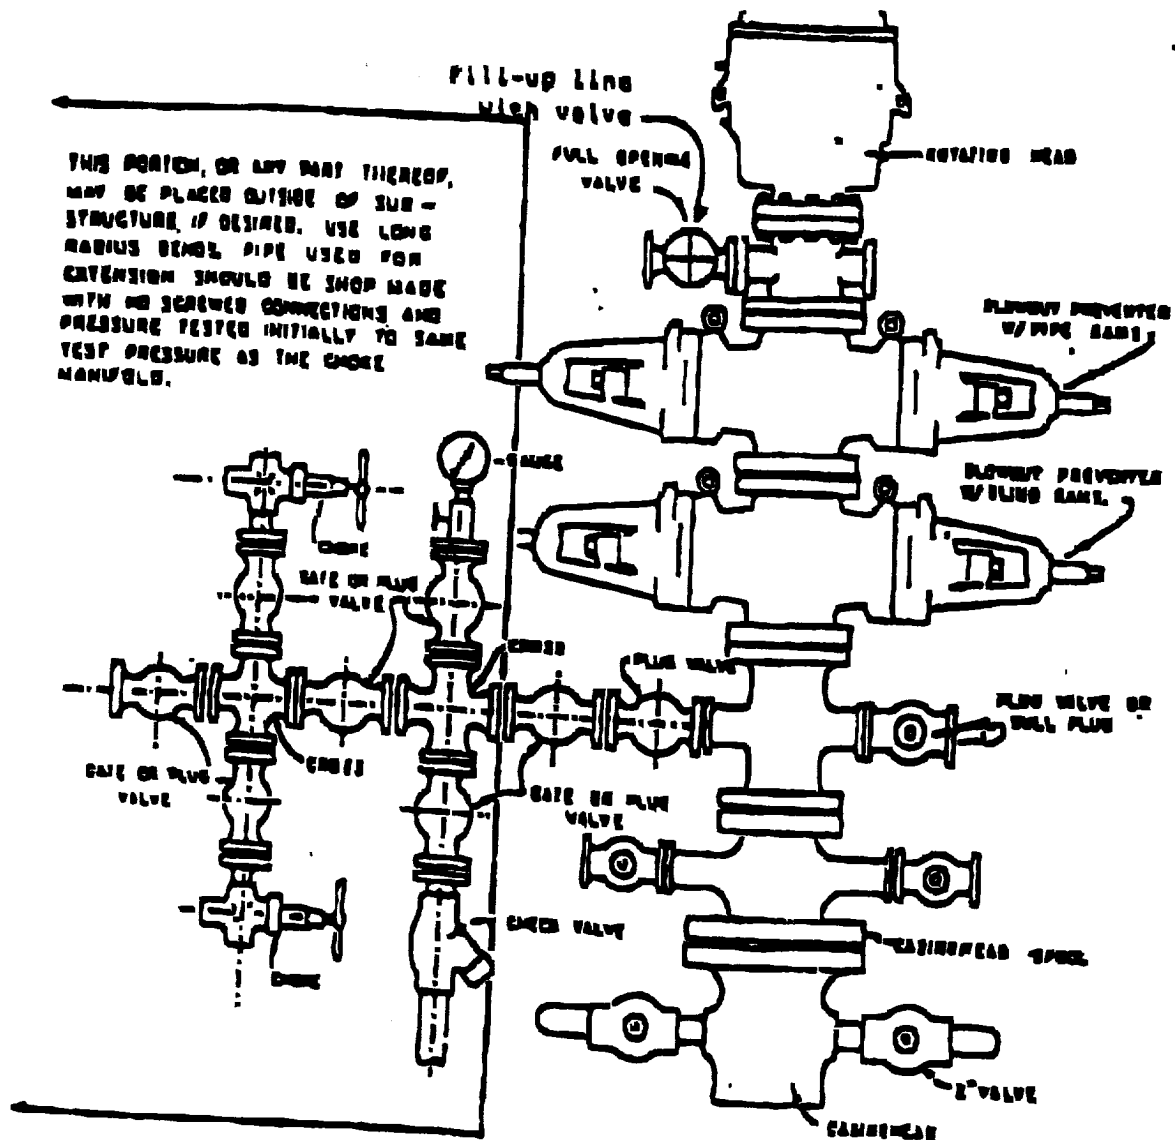 Fill-up line
with valve
FULL OPENING
VALVE
ROTATING HEAD
THIS PORTION, OR ANY PART THEREOF,
MAY BE PLACED OUTSIDE OF SUB-
STRUCTURE IF DESIRED. USE LONG
RADIUS BENDS. PIPE USED FOR
EXTENSION SHOULD BE SHOP MADE
WITH NO SCREWED CONNECTIONS AND
PRESSURE TESTED INITIALLY TO SAME
TEST PRESSURE AS THE CHOKE
MANIFOLD.
BLOWOUT PREVENTER
W/ PIPE RAMS.
GAUGE
BLOWOUT PREVENTER
W/ BLIND RAMS.
CHOKE
GATE OR PLUG
VALVE
CROSS
PLUG VALVE
PLUG VALVE OR
BULL PLUG
CROSS
GATE OR PLUG
VALVE
GATE OR PLUG
VALVE
CHECK VALVE
CASINGHEAD SPOOL
CHOKE
2" VALVE
CASINGHEAD